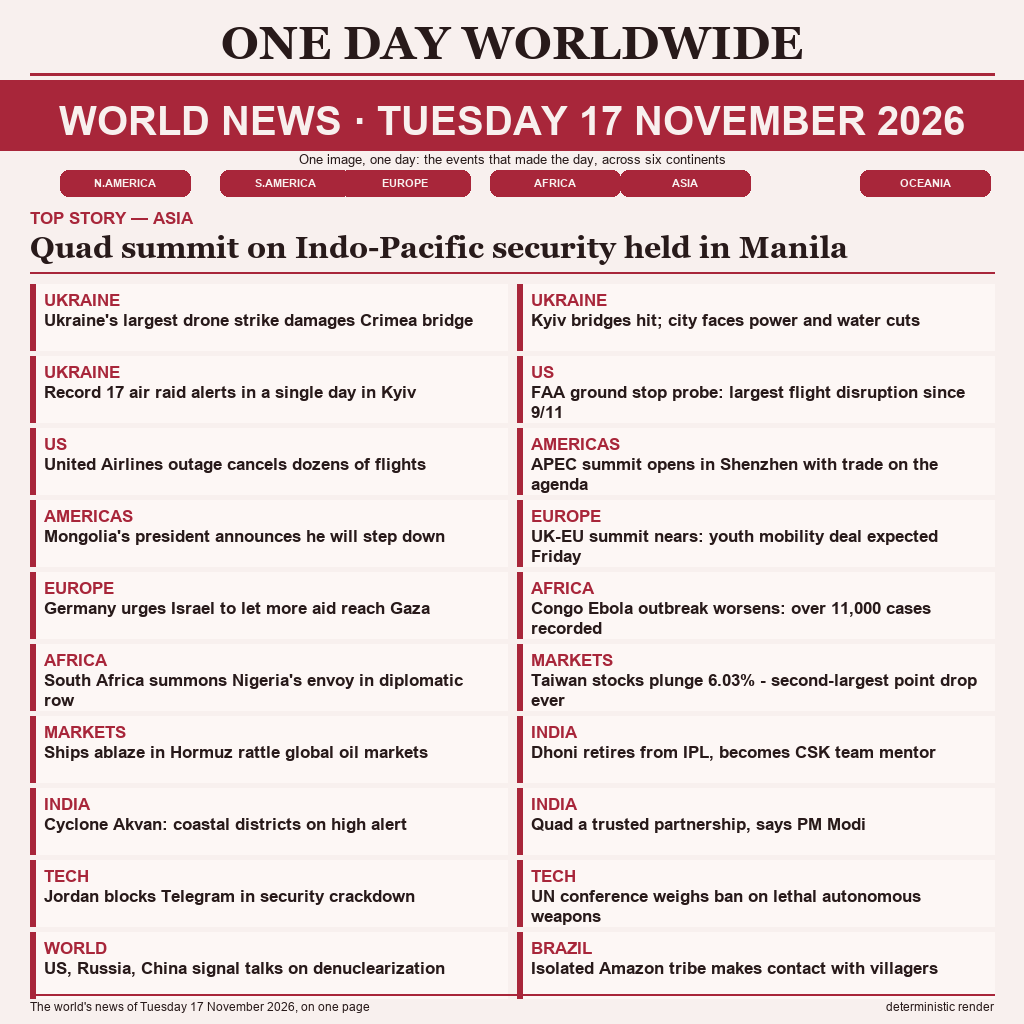 ONE DAY WORLDWIDE
WORLD NEWS · TUESDAY 17 NOVEMBER 2026
One image, one day: the events that made the day, across six continents
N.AMERICA
S.AMERICA
EUROPE
AFRICA
ASIA
OCEANIA
TOP STORY — ASIA
Quad summit on Indo-Pacific security held in Manila
UKRAINE
Ukraine's largest drone strike damages Crimea bridge
UKRAINE
Kyiv bridges hit; city faces power and water cuts
UKRAINE
Record 17 air raid alerts in a single day in Kyiv
US
FAA ground stop probe: largest flight disruption since
9/11
US
United Airlines outage cancels dozens of flights
AMERICAS
APEC summit opens in Shenzhen with trade on the
agenda
AMERICAS
Mongolia's president announces he will step down
EUROPE
UK-EU summit nears: youth mobility deal expected
Friday
EUROPE
Germany urges Israel to let more aid reach Gaza
AFRICA
Congo Ebola outbreak worsens: over 11,000 cases
recorded
AFRICA
South Africa summons Nigeria's envoy in diplomatic
row
MARKETS
Taiwan stocks plunge 6.03% - second-largest point drop
ever
MARKETS
Ships ablaze in Hormuz rattle global oil markets
INDIA
Dhoni retires from IPL, becomes CSK team mentor
INDIA
Cyclone Akvan: coastal districts on high alert
INDIA
Quad a trusted partnership, says PM Modi
TECH
Jordan blocks Telegram in security crackdown
TECH
UN conference weighs ban on lethal autonomous
weapons
WORLD
US, Russia, China signal talks on denuclearization
BRAZIL
Isolated Amazon tribe makes contact with villagers
The world's news of Tuesday 17 November 2026, on one page
deterministic render